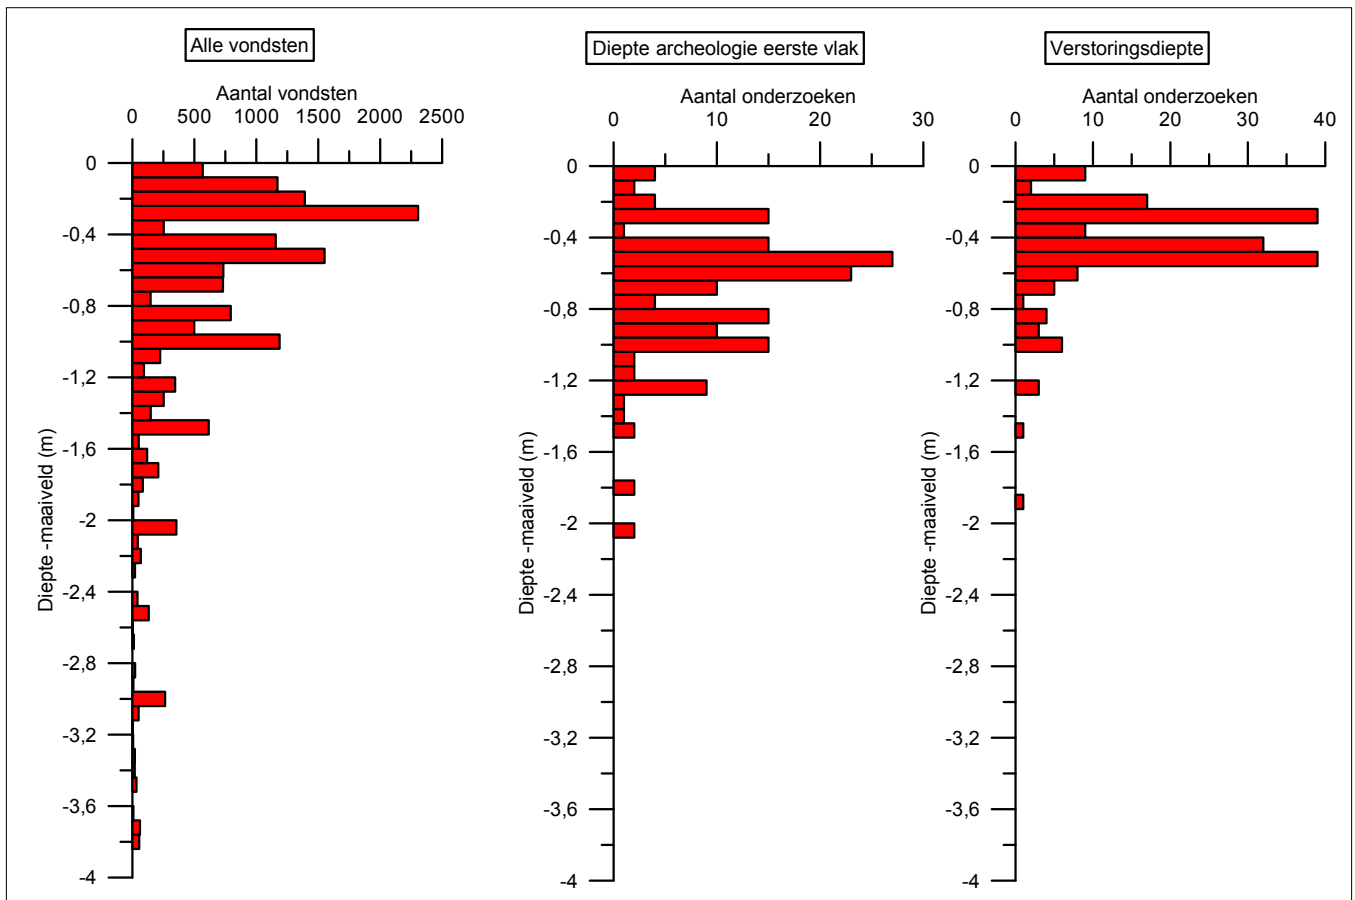 Alle vondsten
Aantal vondsten
0 500 1000 1500 2000 2500
0
-0,4
-0,8
-1,2
-1,6
-2
-2,4
-2,8
-3,2
-3,6
-4
Diepte -maaiveld (m)
Diepte archeologie eerste vlak
Aantal onderzoeken
0 10 20 30
0
-0,4
-0,8
-1,2
-1,6
-2
-2,4
-2,8
-3,2
-3,6
-4
Diepte -maaiveld (m)
Verstoringsdiepte
Aantal onderzoeken
0 10 20 30 40
0
-0,4
-0,8
-1,2
-1,6
-2
-2,4
-2,8
-3,2
-3,6
-4
Diepte -maaiveld (m)